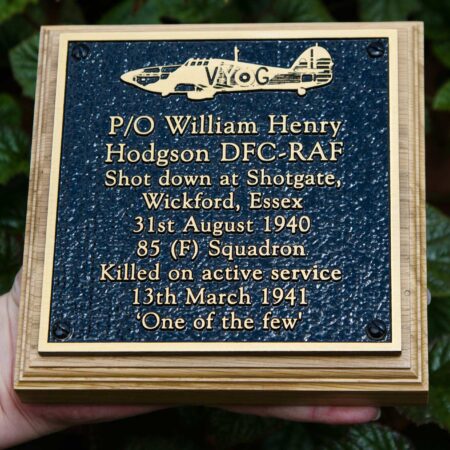 VY G
P/O William Henry
Hodgson DFC-RAF
Shot down at Shotgate,
Wickford, Essex
31st August 1940
85 (F) Squadron
Killed on active service
13th March 1941
'One of the few'